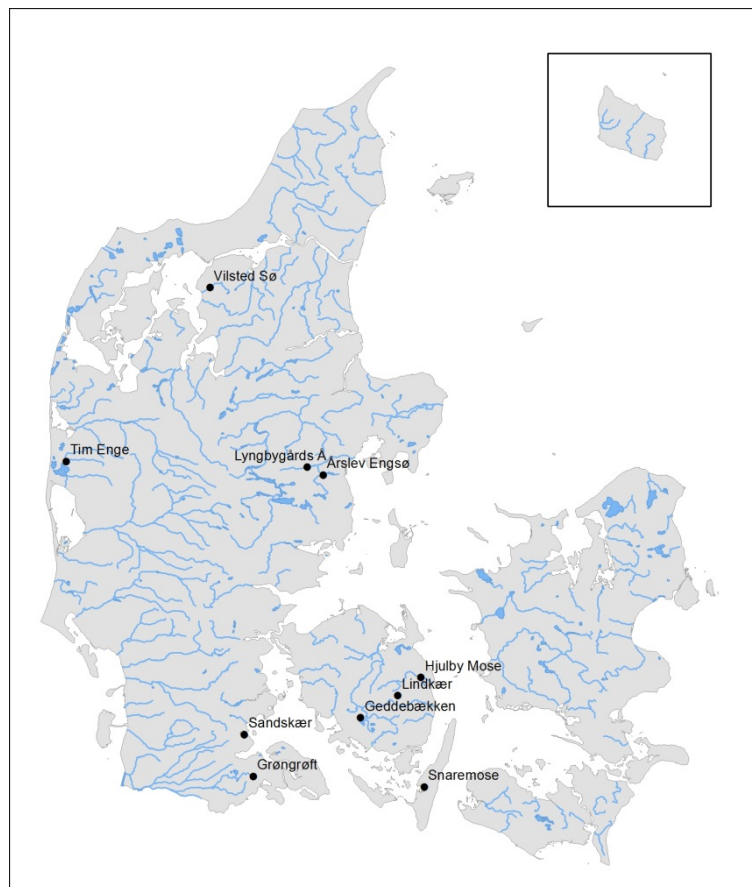 Vilsted Sø
Tim Enge
Lyngbygårds Å
Årslev Engsø
Hjulby Mose
Lindkær
Geddebækken
Sandskær
Grøngrøft
Snaremose